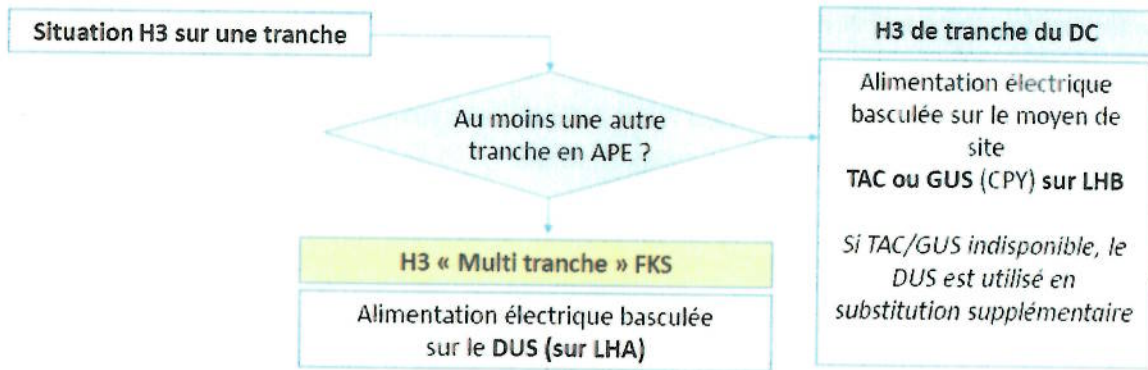 Situation H3 sur une tranche
Au moins une autre
tranche en APE ?
H3 « Multi tranche » FKS
Alimentation électrique basculée
sur le DUS (sur LHA)
H3 de tranche du DC
Alimentation électrique
basculée sur le moyen de
site
TAC ou GUS (CPY) sur LHB
Si TAC/GUS indisponible, le
DUS est utilisé en
substitution supplémentaire